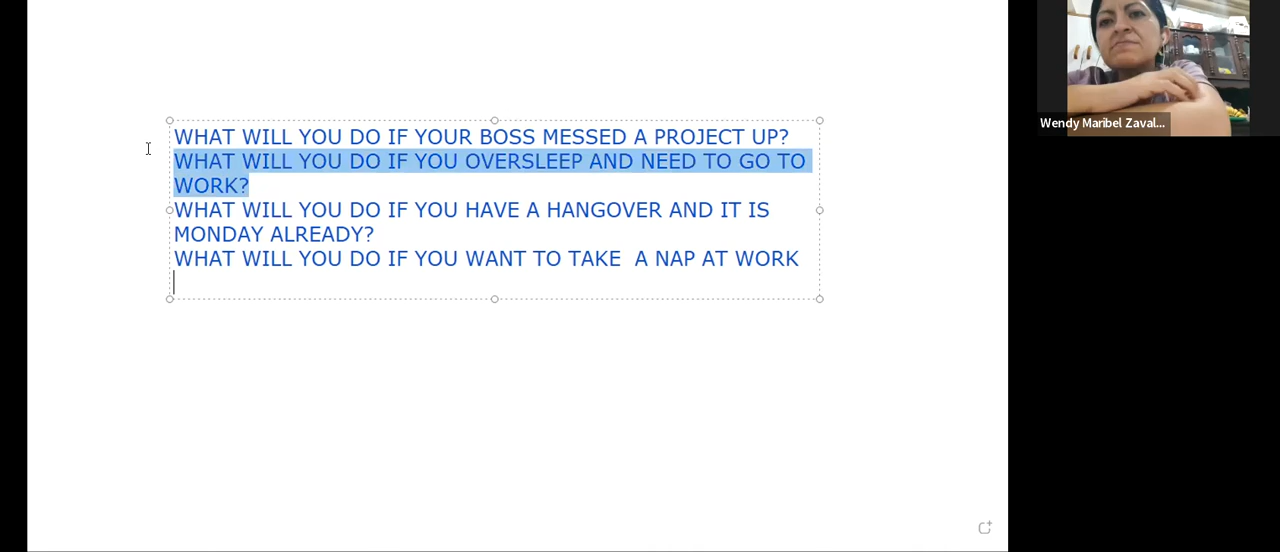 WHAT WILL YOU DO IF YOUR BOSS MESSED A PROJECT UP?
WHAT WILL YOU DO IF YOU OVERSLEEP AND NEED TO GO TO
WORK?
WHAT WILL YOU DO IF YOU HAVE A HANGOVER AND IT IS
MONDAY ALREADY?
WHAT WILL YOU DO IF YOU WANT TO TAKE  A NAP AT WORK
Wendy Maribel Zaval...